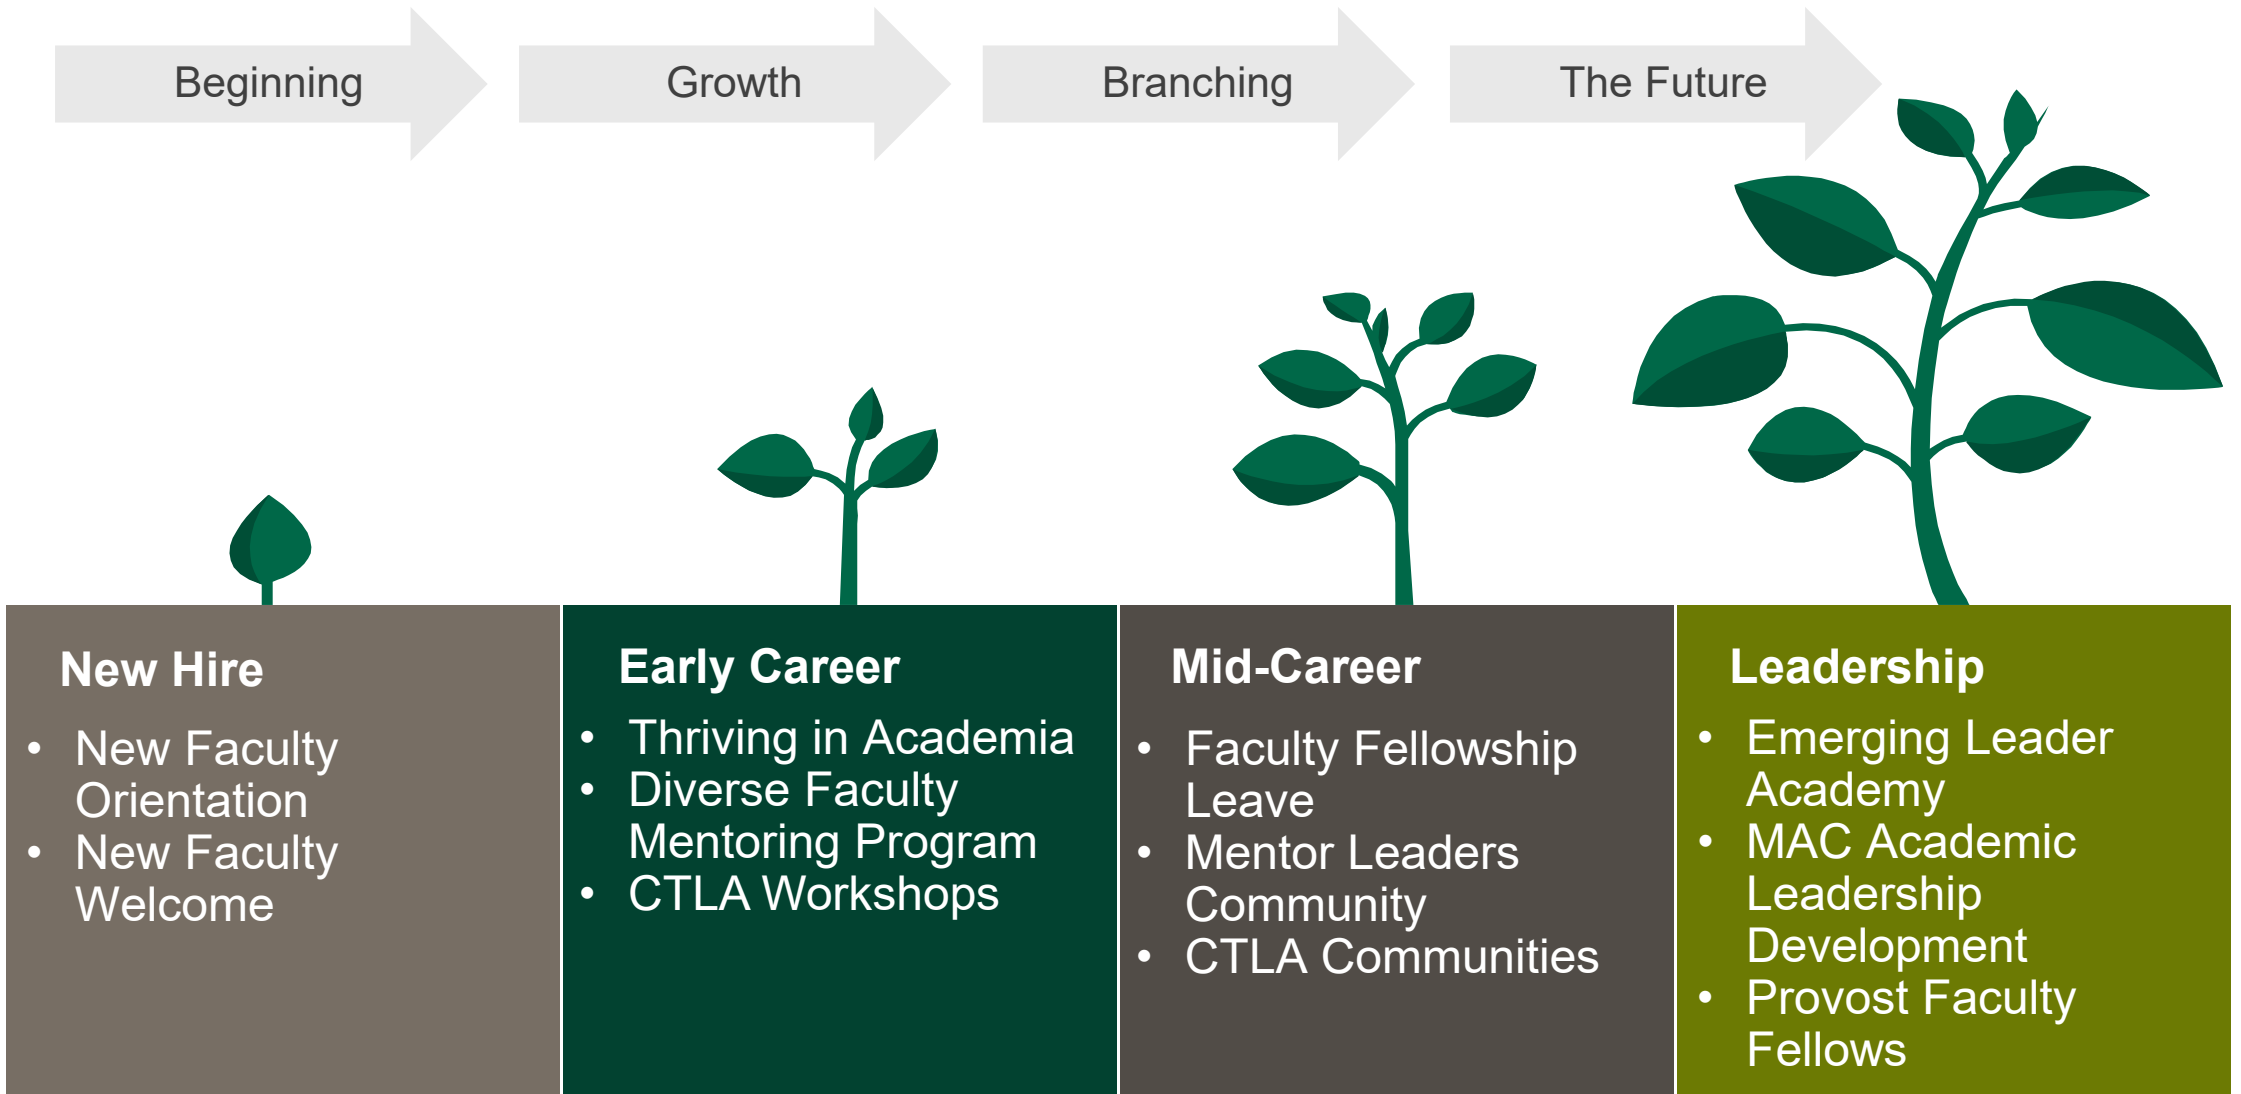 Beginning
Growth
Branching
The Future
New Hire
• New Faculty
Orientation
• New Faculty
Welcome
Early Career
• Thriving in Academia
• Diverse Faculty
Mentoring Program
• CTLA Workshops
Mid-Career
• Faculty Fellowship
Leave
• Mentor Leaders
Community
• CTLA Communities
Leadership
• Emerging Leader
Academy
• MAC Academic
Leadership
Development
• Provost Faculty
Fellows